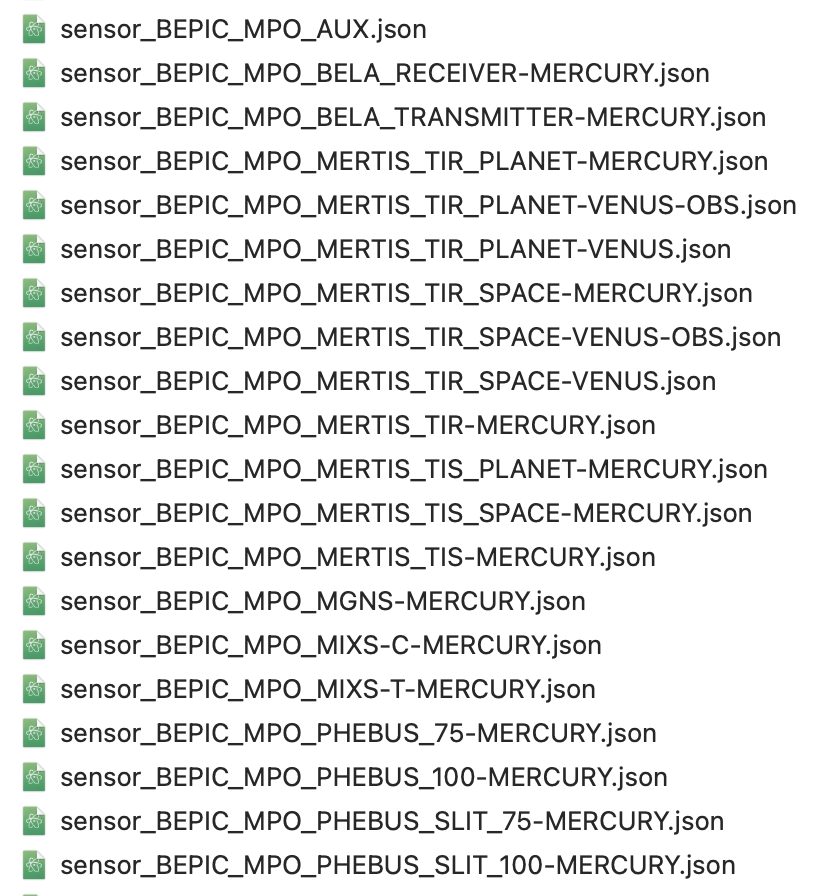 sensor_BEPIC_MPO_AUX.json
sensor_BEPIC_MPO_BELA_RECEIVER-MERCURY.json
sensor_BEPIC_MPO_BELA_TRANSMITTER-MERCURY.json
sensor_BEPIC_MPO_MERTIS_TIR_PLANET-MERCURY.json
sensor_BEPIC_MPO_MERTIS_TIR_PLANET-VENUS-OBS.json
sensor_BEPIC_MPO_MERTIS_TIR_PLANET-VENUS.json
sensor_BEPIC_MPO_MERTIS_TIR_SPACE-MERCURY.json
sensor_BEPIC_MPO_MERTIS_TIR_SPACE-VENUS-OBS.json
sensor_BEPIC_MPO_MERTIS_TIR_SPACE-VENUS.json
sensor_BEPIC_MPO_MERTIS_TIR-MERCURY.json
sensor_BEPIC_MPO_MERTIS_TIS_PLANET-MERCURY.json
sensor_BEPIC_MPO_MERTIS_TIS_SPACE-MERCURY.json
sensor_BEPIC_MPO_MERTIS_TIS-MERCURY.json
sensor_BEPIC_MPO_MGNS-MERCURY.json
sensor_BEPIC_MPO_MIXS-C-MERCURY.json
sensor_BEPIC_MPO_MIXS-T-MERCURY.json
sensor_BEPIC_MPO_PHEBUS_75-MERCURY.json
sensor_BEPIC_MPO_PHEBUS_100-MERCURY.json
sensor_BEPIC_MPO_PHEBUS_SLIT_75-MERCURY.json
sensor_BEPIC_MPO_PHEBUS_SLIT_100-MERCURY.json